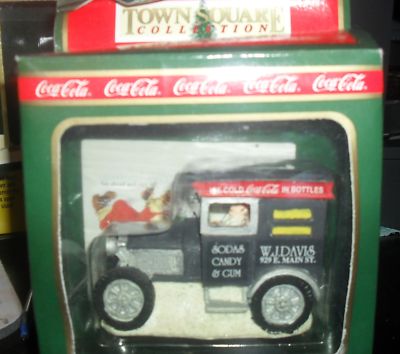 TOWN SQUARE
COLLECTION
Coca-Cola Coca-Cola Coca-Cola Coca-Cola Coca-Cola
COLD Coca-Cola IN BOTTLES
SODAS
CANDY
& GUM
W.J. DAVIS
929 E. MAIN ST.